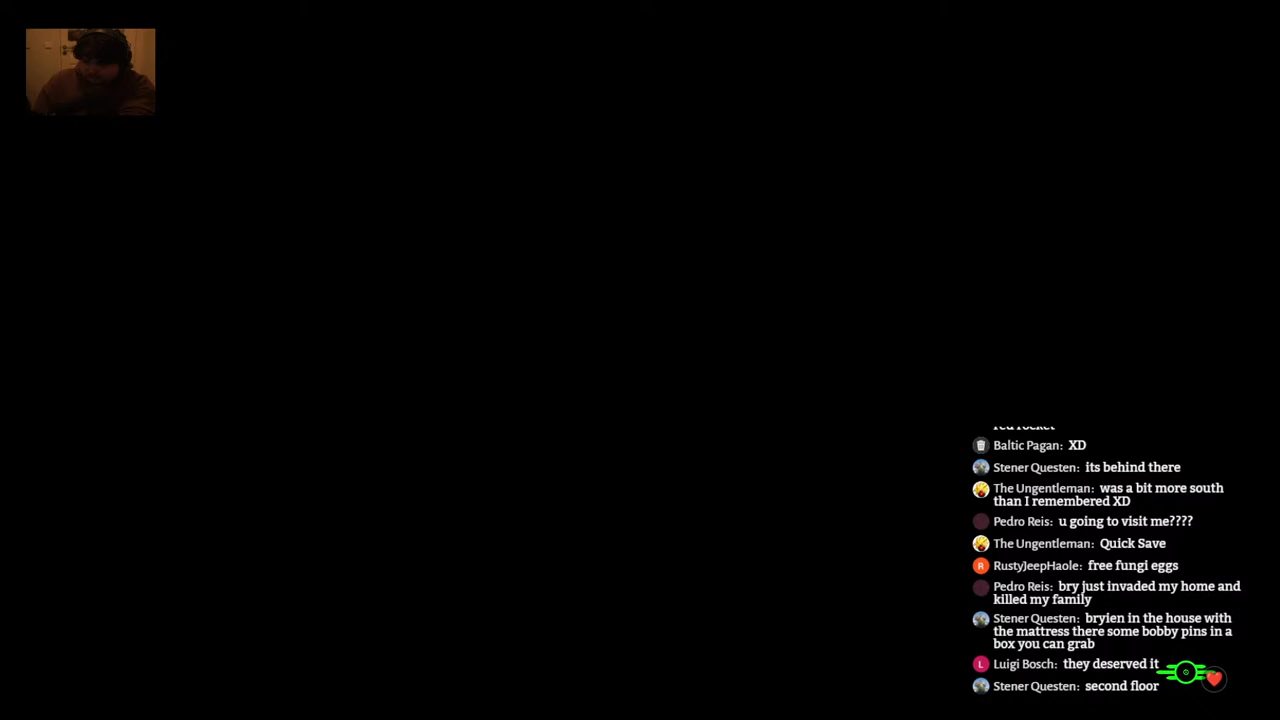 red rocket
Baltic Pagan: XD
Stener Questen: its behind there
The Ungentleman: was a bit more south
than I remembered XD
Pedro Reis: u going to visit me????
The Ungentleman: Quick Save
R RustyJeepHaole: free fungi eggs
Pedro Reis: bry just invaded my home and
killed my family
Stener Questen: bryien in the house with
the mattress there some bobby pins in a
box you can grab
L Luigi Bosch: they deserved it
Stener Questen: second floor